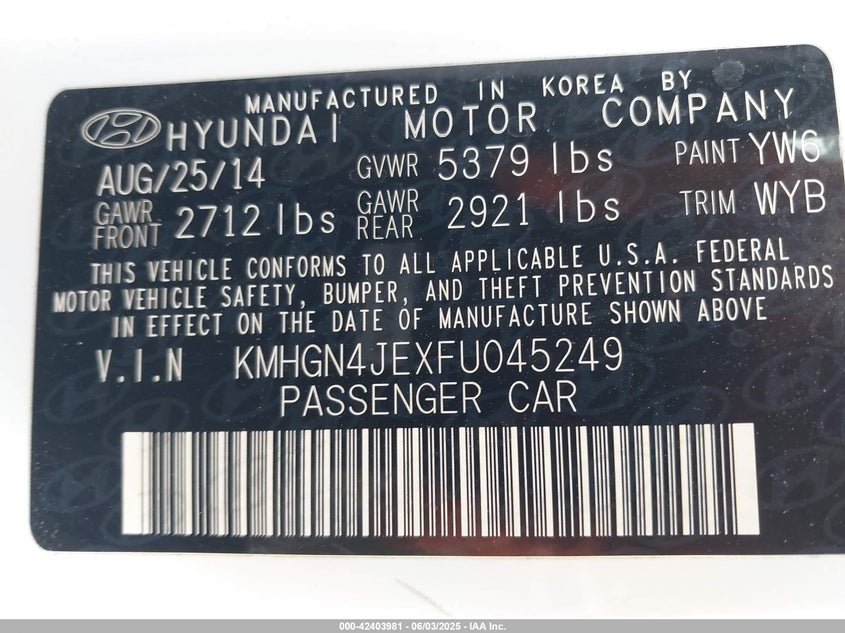 MANUFACTURED IN KOREA BY
HYUNDAI MOTOR COMPANY
AUG/25/14 GVWR 5379 lbs PAINT YW6
GAWR FRONT 2712 lbs GAWR REAR 2921 lbs TRIM WYB
THIS VEHICLE CONFORMS TO ALL APPLICABLE U.S.A. FEDERAL
MOTOR VEHICLE SAFETY, BUMPER, AND THEFT PREVENTION STANDARDS
IN EFFECT ON THE DATE OF MANUFACTURE SHOWN ABOVE
V.I.N KMHGN4JEXFU045249
PASSENGER CAR
000-42403981 - 06/03/2025 - IAA Inc.